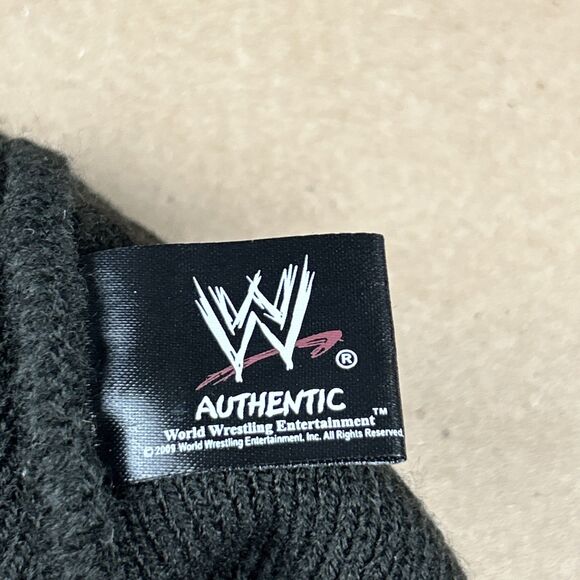 W
®
AUTHENTIC
World Wrestling Entertainment™
© 2009 World Wrestling Entertainment, Inc. All Rights Reserved